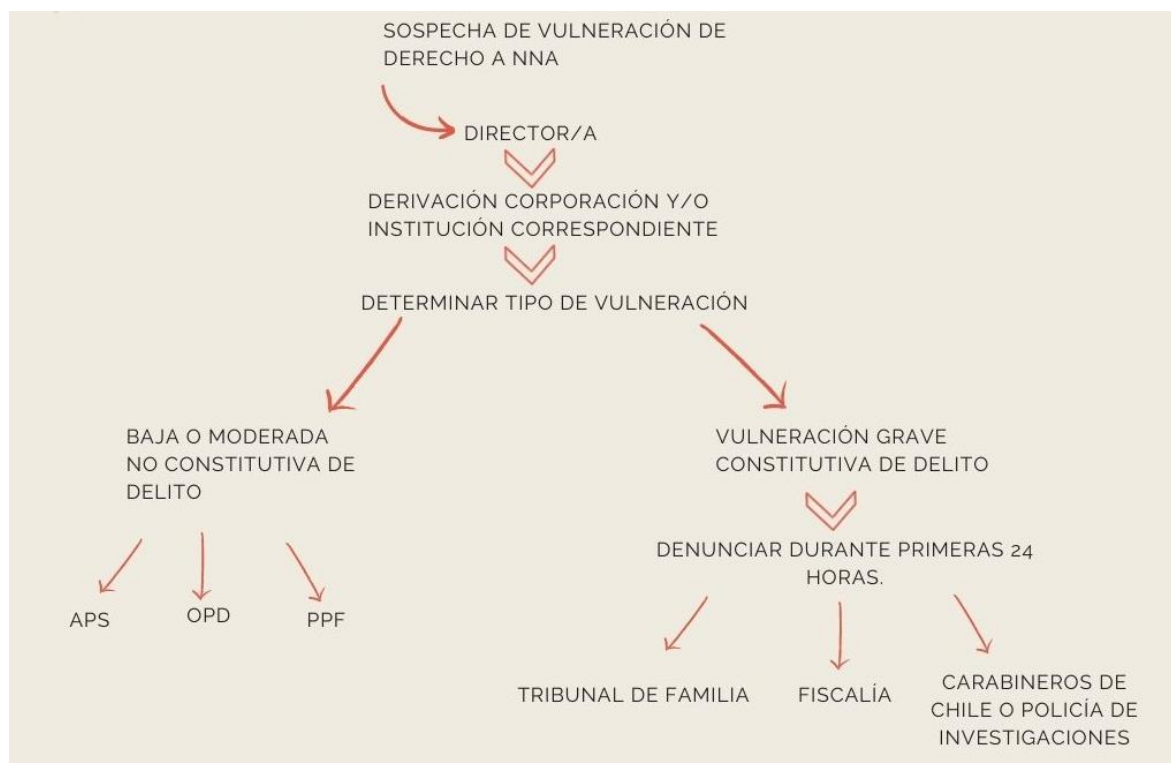 SOSPECHA DE VULNERACIÓN DE
DERECHO A NNA
DIRECTOR/A
DERIVACIÓN CORPORACIÓN Y/O
INSTITUCIÓN CORRESPONDIENTE
DETERMINAR TIPO DE VULNERACIÓN
BAJA O MODERADA
NO CONSTITUTIVA DE
DELITO
APS
OPD
PPF
VULNERACIÓN GRAVE
CONSTITUTIVA DE DELITO
DENUNCIAR DURANTE PRIMERAS 24
HORAS.
TRIBUNAL DE FAMILIA
FISCALÍA
CARABINEROS DE
CHILE O POLICÍA DE
INVESTIGACIONES